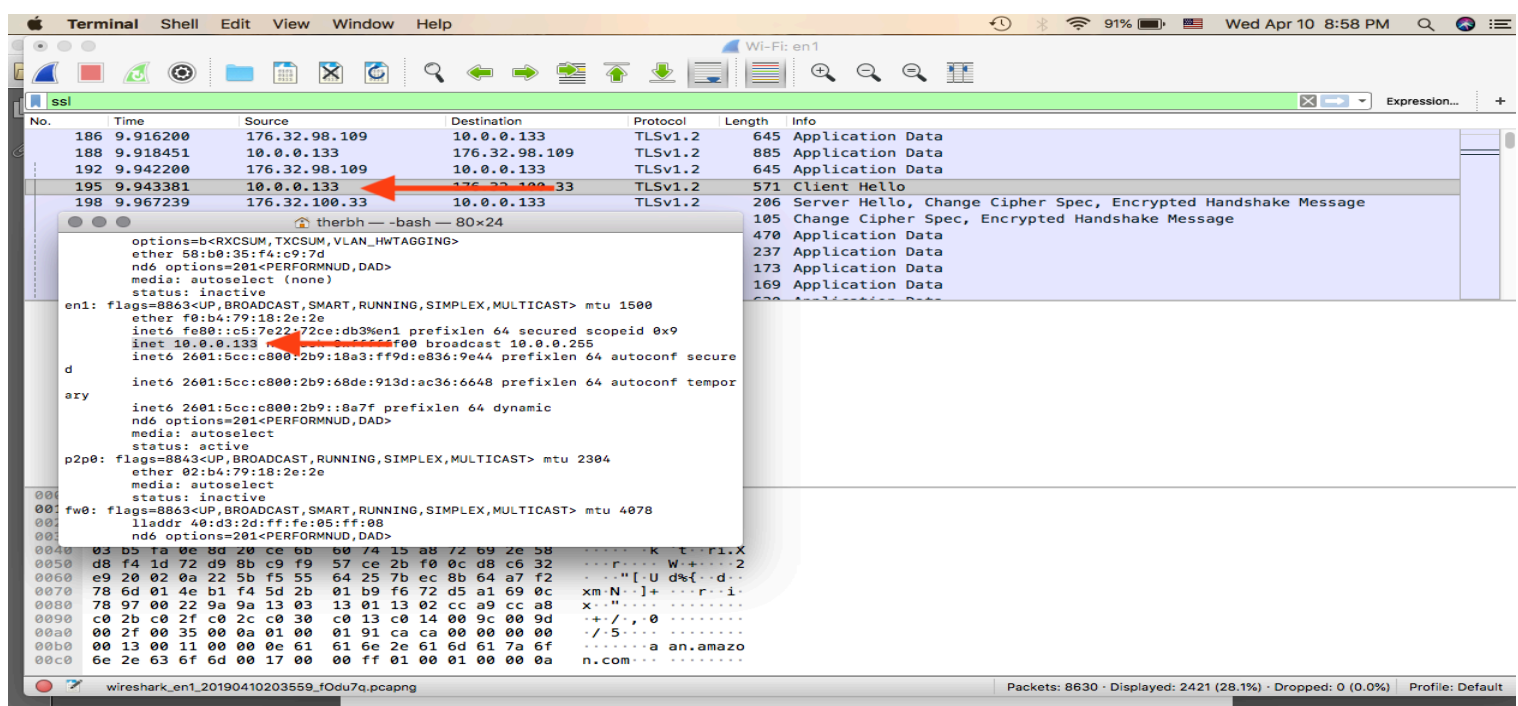 Terminal Shell Edit View Window Help 91% Wed Apr 10 8:58 PM
Wi-Fi: en1
ssl Expression... +
No. Time Source Destination Protocol Length Info
186 9.916200 176.32.98.109 10.0.0.133 TLSv1.2 645 Application Data
188 9.918451 10.0.0.133 176.32.98.109 TLSv1.2 885 Application Data
192 9.942200 176.32.98.109 10.0.0.133 TLSv1.2 645 Application Data
195 9.943381 10.0.0.133 176.32.100.33 TLSv1.2 571 Client Hello
198 9.967239 176.32.100.33 10.0.0.133 TLSv1.2 206 Server Hello, Change Cipher Spec, Encrypted Handshake Message
105 Change Cipher Spec, Encrypted Handshake Message
470 Application Data
237 Application Data
173 Application Data
169 Application Data
therbh — -bash — 80×24
options=b<RXCSUM,TXCSUM,VLAN_HWTAGGING>
ether 58:b0:35:f4:c9:7d
nd6 options=201<PERFORMNUD,DAD>
media: autoselect (none)
status: inactive
en1: flags=8863<UP,BROADCAST,SMART,RUNNING,SIMPLEX,MULTICAST> mtu 1500
ether f0:b4:79:18:2e:2e
inet6 fe80::c5:7e22:72ce:db3%en1 prefixlen 64 secured scopeid 0x9
inet 10.0.0.133 broadcast 10.0.0.255
inet6 2601:5cc:c800:2b9:18a3:ff9d:e836:9e44 prefixlen 64 autoconf secure
d
inet6 2601:5cc:c800:2b9:68de:913d:ac36:6648 prefixlen 64 autoconf tempor
ary
inet6 2601:5cc:c800:2b9::8a7f prefixlen 64 dynamic
nd6 options=201<PERFORMNUD,DAD>
media: autoselect
status: active
p2p0: flags=8843<UP,BROADCAST,RUNNING,SIMPLEX,MULTICAST> mtu 2304
ether 02:b4:79:18:2e:2e
media: autoselect
status: inactive
fw0: flags=8863<UP,BROADCAST,SMART,RUNNING,SIMPLEX,MULTICAST> mtu 4078
lladdr 40:d3:2d:ff:fe:05:ff:08
nd6 options=201<PERFORMNUD,DAD>
0040 03 b5 fa 0e 8d 20 ce 6b 60 74 15 a8 72 69 2e 58 ····· ·k `t··ri.X
0050 d8 f4 1d 72 d9 8b c9 f9 57 ce 2b f0 0c d8 c6 32 ···r···· W·+····2
0060 e9 20 02 0a 22 5b f5 55 64 25 7b ec 8b 64 a7 f2 · ··"[·U d%{··d··
0070 78 6d 01 4e b1 f4 5d 2b 01 b9 f6 72 d5 a1 69 0c xm·N··]+ ···r··i·
0080 78 97 00 22 9a 9a 13 03 13 01 13 02 cc a9 cc a8 x··"···· ········
0090 c0 2b c0 2f c0 2c c0 30 c0 13 c0 14 00 9c 00 9d ·+·/·,·0 ········
00a0 00 2f 00 35 00 0a 01 00 01 91 ca ca 00 00 00 00 ·/·5···· ········
00b0 00 13 00 11 00 00 0e 61 61 6e 2e 61 6d 61 7a 6f ·······a an.amazo
00c0 6e 2e 63 6f 6d 00 17 00 00 ff 01 00 01 00 00 0a n.com··· ········
wireshark_en1_20190410203559_fOdu7q.pcapng Packets: 8630 · Displayed: 2421 (28.1%) · Dropped: 0 (0.0%) Profile: Default